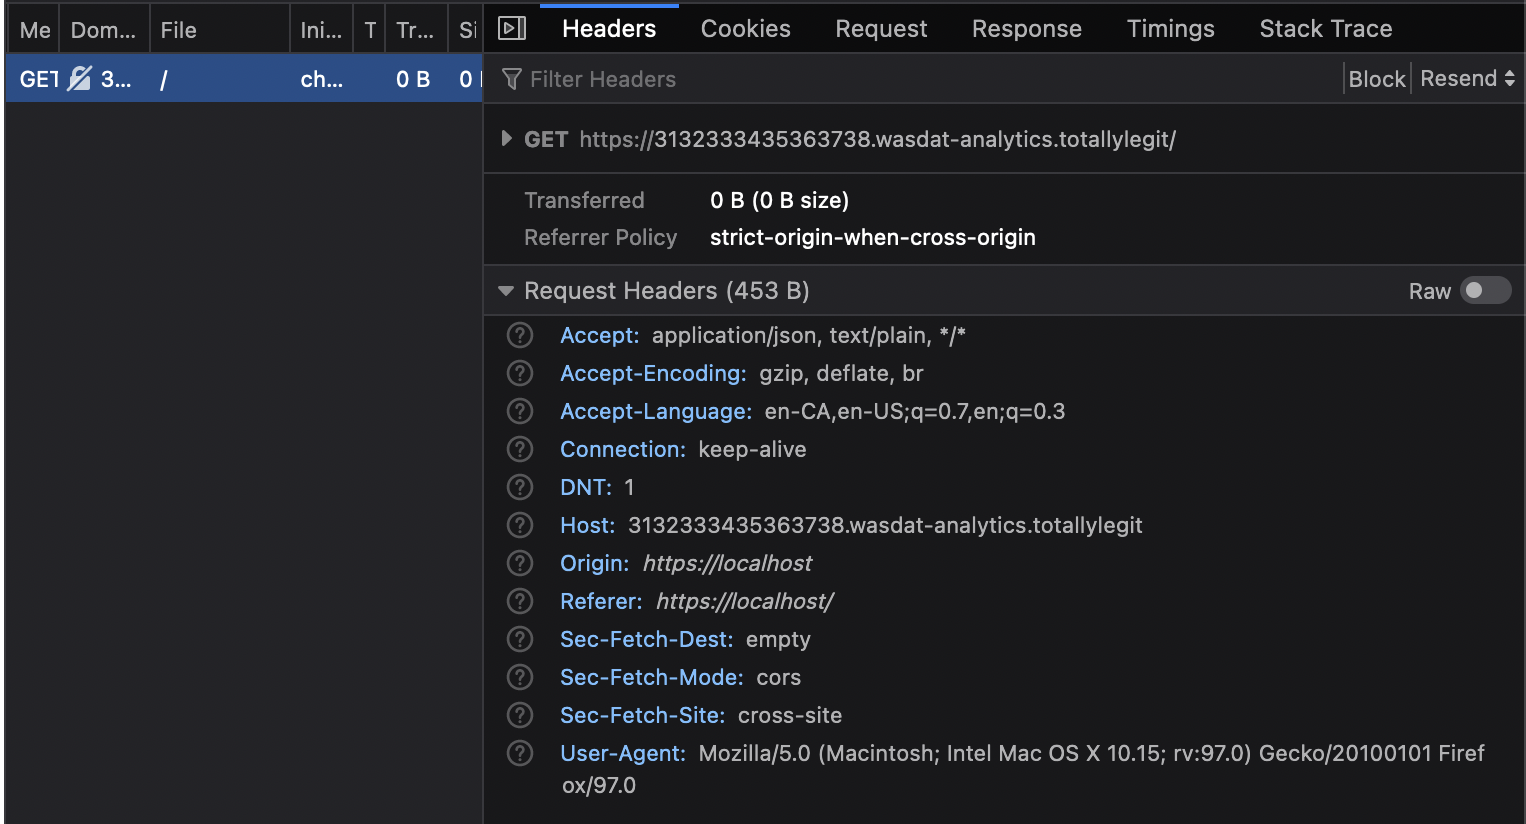 Me Dom... File Ini... T Tr... Si
Headers Cookies Request Response Timings Stack Trace
GET 3... / ch... 0 B 0
Filter Headers Block Resend
GET https://3132333435363738.wasdat-analytics.totallylegit/
Transferred 0 B (0 B size)
Referrer Policy strict-origin-when-cross-origin
Request Headers (453 B) Raw
Accept: application/json, text/plain, */*
Accept-Encoding: gzip, deflate, br
Accept-Language: en-CA,en-US;q=0.7,en;q=0.3
Connection: keep-alive
DNT: 1
Host: 3132333435363738.wasdat-analytics.totallylegit
Origin: https://localhost
Referer: https://localhost/
Sec-Fetch-Dest: empty
Sec-Fetch-Mode: cors
Sec-Fetch-Site: cross-site
User-Agent: Mozilla/5.0 (Macintosh; Intel Mac OS X 10.15; rv:97.0) Gecko/20100101 Firef
ox/97.0